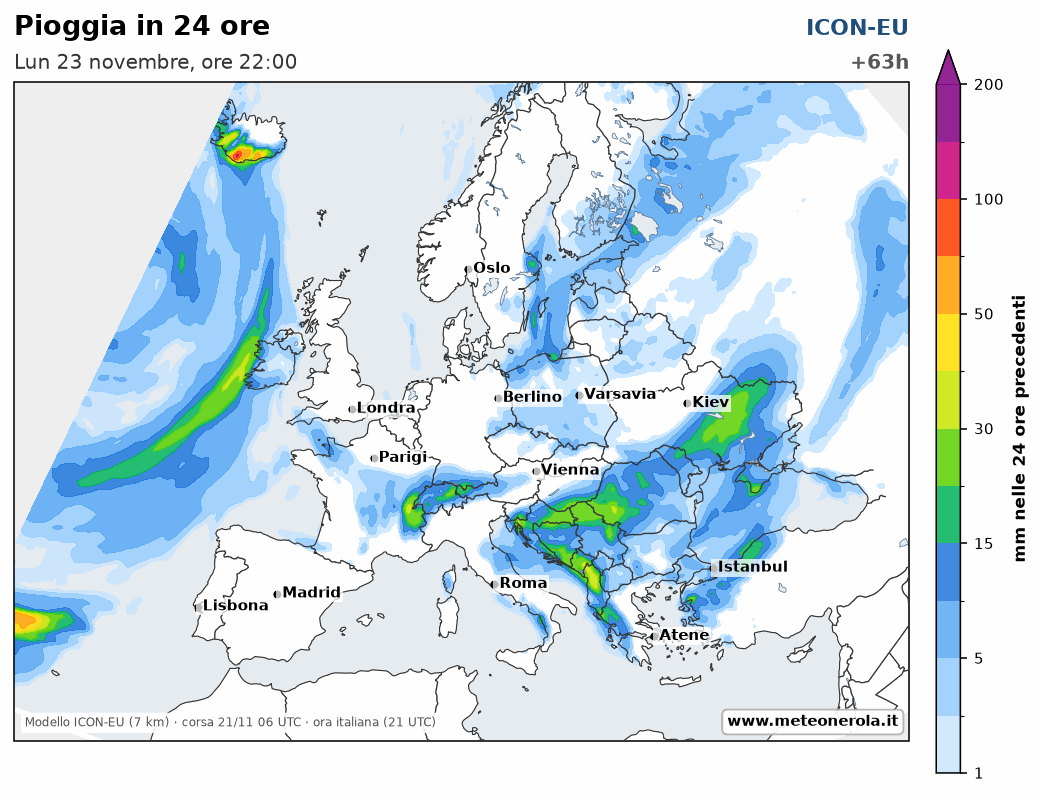 Pioggia in 24 ore
ICON-EU
Lun 23 novembre, ore 22:00
+63h
200
100
50
30
15
5
1
mm nelle 24 ore precedenti
Oslo
Berlino
Varsavia
Kiev
Londra
Parigi
Vienna
Istanbul
Roma
Madrid
Lisbona
Atene
Modello ICON-EU (7 km) · corsa 21/11 06 UTC · ora italiana (21 UTC)
www.meteonerola.it